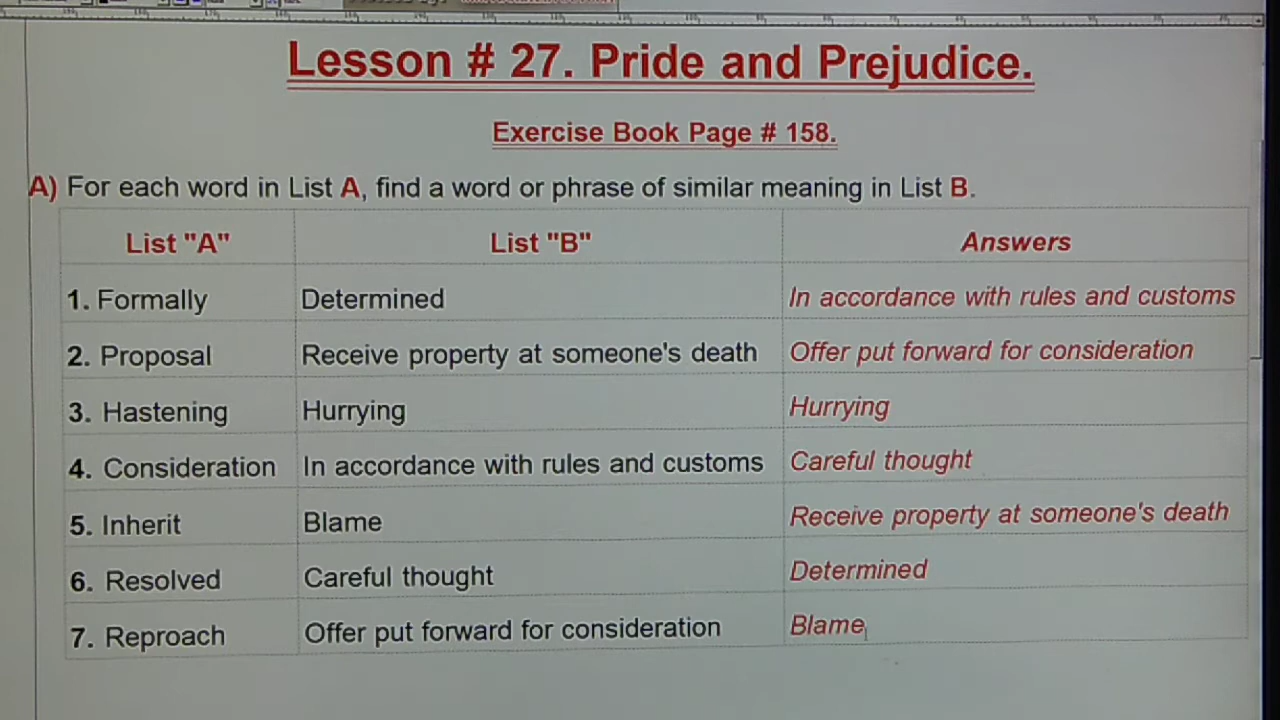 Lesson # 27. Pride and Prejudice.
Exercise Book Page # 158.
A) For each word in List A, find a word or phrase of similar meaning in List B.
List "A" List "B" Answers
1. Formally Determined In accordance with rules and customs
2. Proposal Receive property at someone's death Offer put forward for consideration
3. Hastening Hurrying Hurrying
4. Consideration In accordance with rules and customs Careful thought
5. Inherit Blame Receive property at someone's death
6. Resolved Careful thought Determined
7. Reproach Offer put forward for consideration Blame